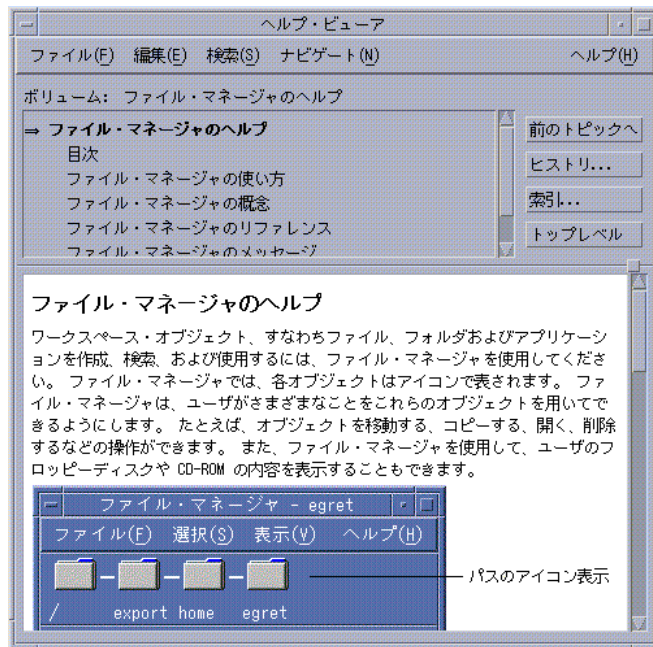 ヘルプ・ビューア
ファイル(F) 編集(E) 検索(S) ナビゲート(N) ヘルプ(H)
ボリューム: ファイル・マネージャのヘルプ
⇒ ファイル・マネージャのヘルプ
目次
ファイル・マネージャの使い方
ファイル・マネージャの概念
ファイル・マネージャのリファレンス
ファイル・マネージャのメッセージ
前のトピックへ
ヒストリ...
索引...
トップレベル
ファイル・マネージャのヘルプ
ワークスペース・オブジェクト、すなわちファイル、フォルダおよびアプリケーシ
ョンを作成、検索、および使用するには、ファイル・マネージャを使用してくださ
い。 ファイル・マネージャでは、各オブジェクトはアイコンで表されます。 ファ
イル・マネージャは、ユーザがさまざまなことをこれらのオブジェクトを用いてで
きるようにします。 たとえば、オブジェクトを移動する、コピーする、開く、削除
するなどの操作ができます。 また、ファイル・マネージャを使用して、ユーザのフ
ロッピーディスクや CD-ROM の内容を表示することもできます。
ファイル・マネージャ - egret
ファイル(F) 選択(S) 表示(V) ヘルプ(H)
パスのアイコン表示
/ export home egret